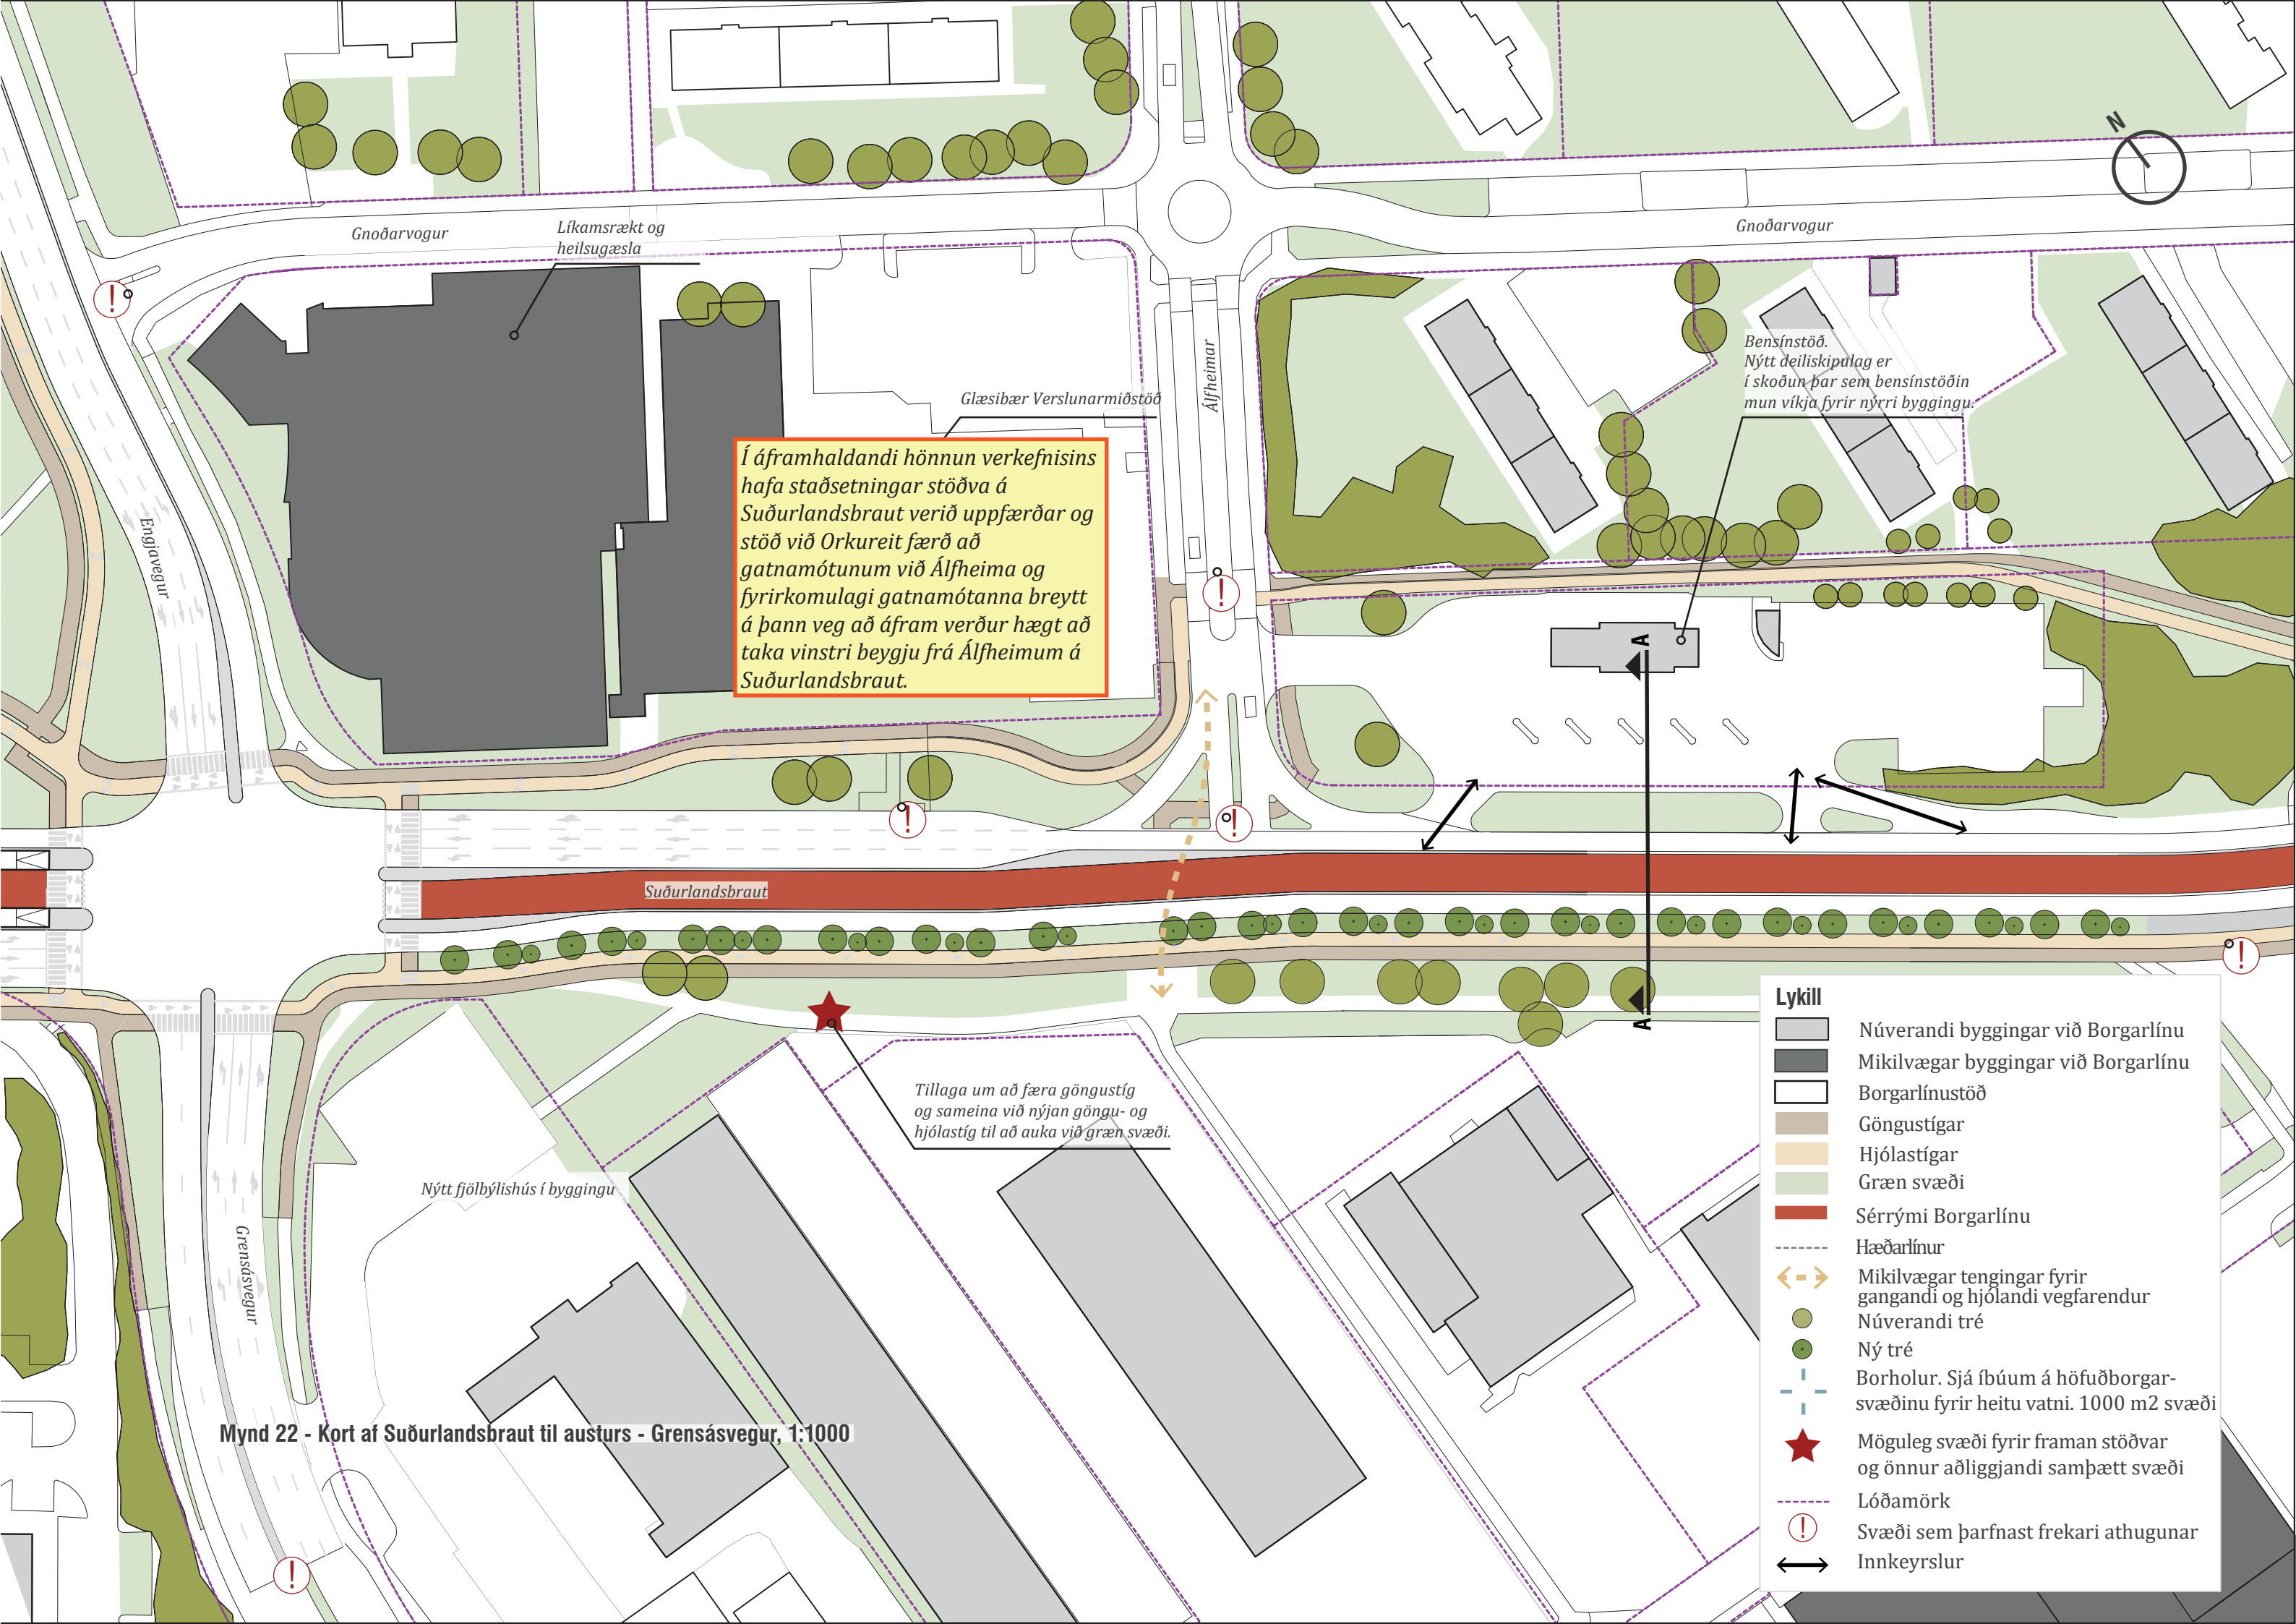 N
Gnoðarvogur
Líkamsrækt og
heilsugæsla
Gnoðarvogur
Álfheimar
Bensínstöð.
Nýtt deiliskipulag er
í skoðun þar sem bensínstöðin
mun víkja fyrir nýrri byggingu.
Glæsibær Verslunarmiðstöð
Í áframhaldandi hönnun verkefnisins
hafa staðsetningar stöðva á
Suðurlandsbraut verið uppfærðar og
stöð við Orkureit færð að
gatnamótunum við Álfheima og
fyrirkomulagi gatnamótanna breytt
á þann veg að áfram verður hægt að
taka vinstri beygju frá Álfheimum á
Suðurlandsbraut.
Engjavegur
A
Suðurlandsbraut
A
Tillaga um að færa göngustíg
og sameina við nýjan göngu- og
hjólastíg til að auka við græn svæði.
Nýtt fjölbýlishús í byggingu
Grensásvegur
Mynd 22 - Kort af Suðurlandsbraut til austurs - Grensásvegur, 1:1000
Lykill
Núverandi byggingar við Borgarlínu
Mikilvægar byggingar við Borgarlínu
Borgarlínustöð
Göngustígar
Hjólastígar
Græn svæði
Sérrými Borgarlínu
Hæðarlínur
Mikilvægar tengingar fyrir
gangandi og hjólandi vegfarendur
Núverandi tré
Ný tré
Borholur. Sjá íbúum á höfuðborgar-
svæðinu fyrir heitu vatni. 1000 m2 svæði
Möguleg svæði fyrir framan stöðvar
og önnur aðliggjandi samþætt svæði
Lóðamörk
Svæði sem þarfnast frekari athugunar
Innkeyrslur